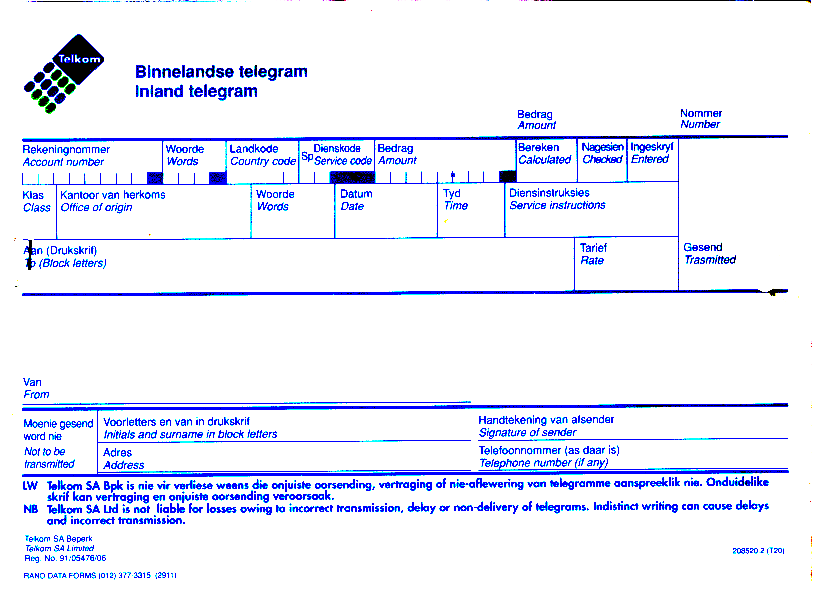 Telkom
Binnelandse telegram
Inland telegram
Bedrag
Amount
Nommer
Number
Rekeningnommer
Account number
Woorde
Words
Landkode
Country code
Sp
Dienskode
Service code
Bedrag
Amount
Bereken
Calculated
Nagesien
Checked
Ingeskryf
Entered
Klas
Class
Kantoor van herkoms
Office of origin
Woorde
Words
Datum
Date
Tyd
Time
Diensinstruksies
Service instructions
Aan (Drukskrif)
To (Block letters)
Tarief
Rate
Gesend
Trasmitted
Van
From
Moenie gesend
word nie
Not to be
transmitted
Voorletters en van in drukskrif
Initials and surname in block letters
Handtekening van afsender
Signature of sender
Adres
Address
Telefoonnommer (as daar is)
Telephone number (if any)
LW Telkom SA Bpk is nie vir verliese weens die onjuiste oorsending, vertraging of nie-aflewering van telegramme aanspreeklik nie. Onduidelike
skrif kan vertraging en onjuiste oorsending veroorsaak.
NB Telkom SA Ltd is not liable for losses owing to incorrect transmission, delay or non-delivery of telegrams. Indistinct writing can cause delays
and incorrect transmission.
Telkom SA Beperk
Telkom SA Limited
Reg. No. 91/05476/06
208520.2 (T20)
RAND DATA FORMS (012) 377 3315 (2911)